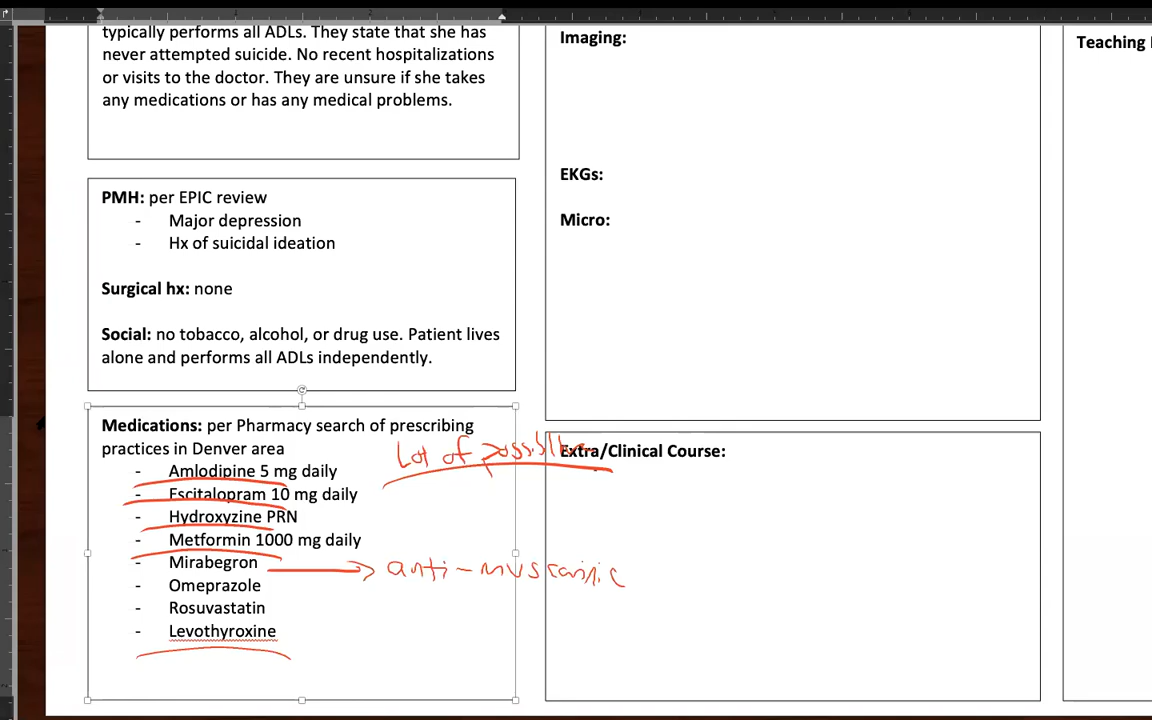 typically performs all ADLs. They state that she has
never attempted suicide. No recent hospitalizations
or visits to the doctor. They are unsure if she takes
any medications or has any medical problems.
PMH: per EPIC review
- Major depression
- Hx of suicidal ideation
Surgical hx: none
Social: no tobacco, alcohol, or drug use. Patient lives
alone and performs all ADLs independently.
Medications: per Pharmacy search of prescribing
practices in Denver area
- Amlodipine 5 mg daily
- Escitalopram 10 mg daily
- Hydroxyzine PRN
- Metformin 1000 mg daily
- Mirabegron
- Omeprazole
- Rosuvastatin
- Levothyroxine
Lot of
anti-muscarinic
Imaging:
EKGs:
Micro:
Extra/Clinical Course:
Teaching